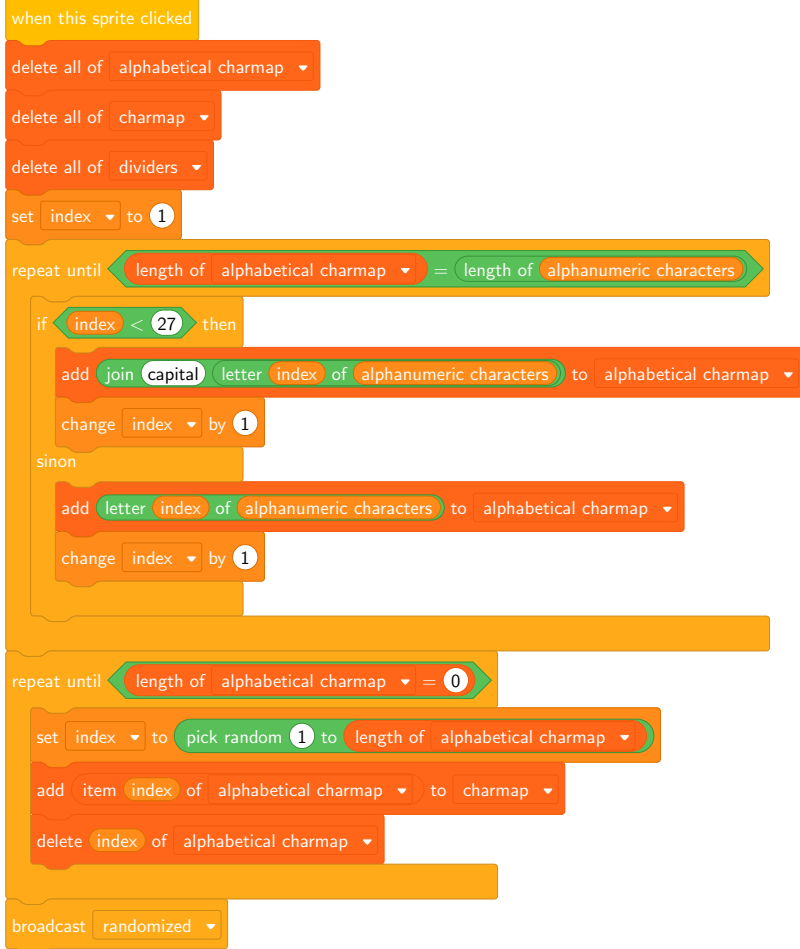 when this sprite clicked
delete all of alphabetical charmap
delete all of charmap
delete all of dividers
set index to 1
repeat until length of alphabetical charmap = length of alphanumeric characters
if index < 27 then
add join capital letter index of alphanumeric characters to alphabetical charmap
change index by 1
sinon
add letter index of alphanumeric characters to alphabetical charmap
change index by 1
repeat until length of alphabetical charmap = 0
set index to pick random 1 to length of alphabetical charmap
add item index of alphabetical charmap to charmap
delete index of alphabetical charmap
broadcast randomized